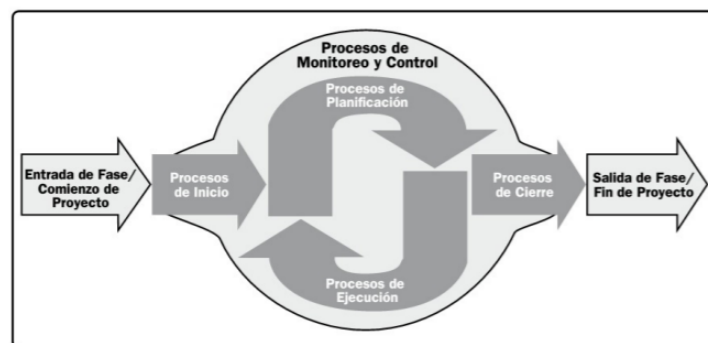 Procesos de
Monitoreo y Control
Procesos de
Planificación
Entrada de Fase/
Comienzo de
Proyecto
Procesos
de Inicio
Procesos
de Cierre
Salida de Fase/
Fin de Proyecto
Procesos de
Ejecución